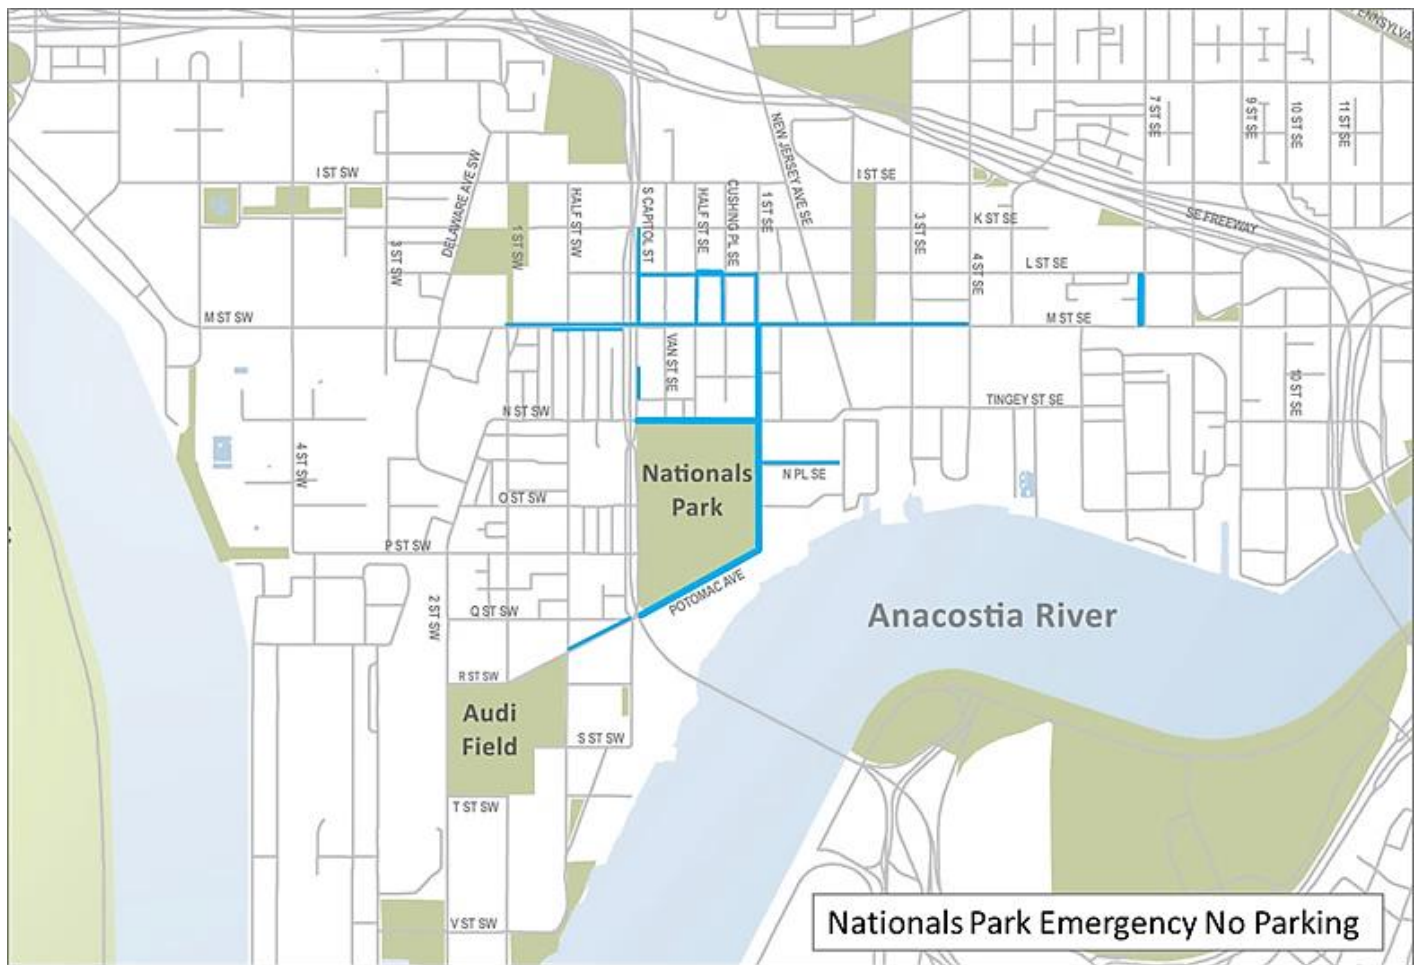 PENNSYLVA
7 ST SE
9 ST SE
10 ST SE
11 ST SE
NEW JERSEY AVE SE
DELAWARE AVE SW
I ST SW
I ST SE
HALF ST SW
S CAPITOL ST
HALF ST SE
CUSHING PL SE
1 ST SE
3 ST SE
K ST SE
SE FREEWAY
1 ST SW
3 ST SW
4 ST SE
L ST SE
M ST SW
M ST SE
VAN ST SE
10 ST SE
TINGEY ST SE
N ST SW
4 ST SW
Nationals
Park
N PL SE
O ST SW
P ST SW
POTOMAC AVE
2 ST SW
Q ST SW
Anacostia River
R ST SW
Audi
Field
S ST SW
T ST SW
V ST SW
Nationals Park Emergency No Parking